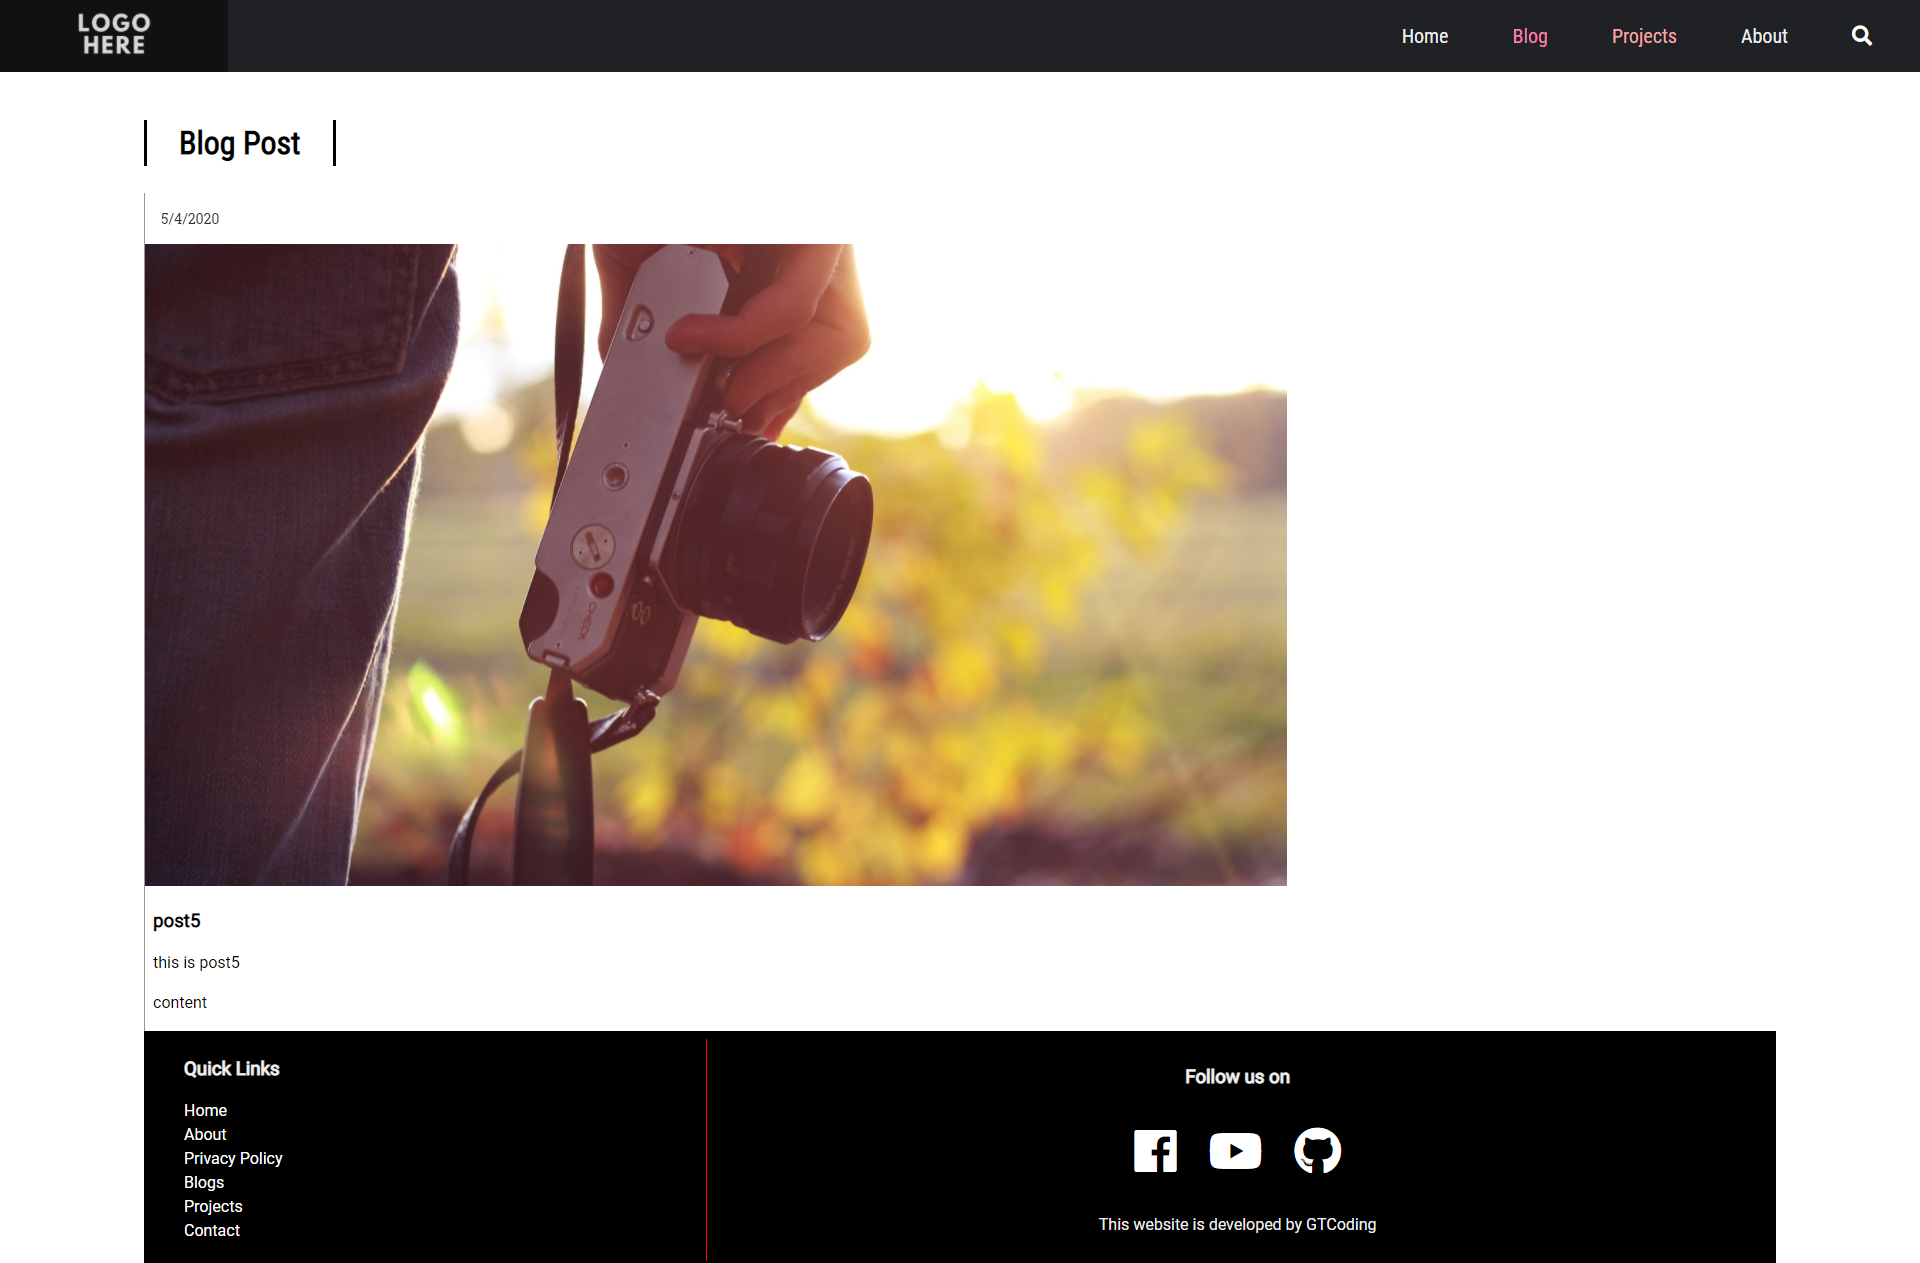 LOGO
HERE
Home
Blog
Projects
About
Blog Post
5/4/2020
CHECK
post5
this is post5
content
Quick Links
Home
About
Privacy Policy
Blogs
Projects
Contact
Follow us on
This website is developed by GTCoding